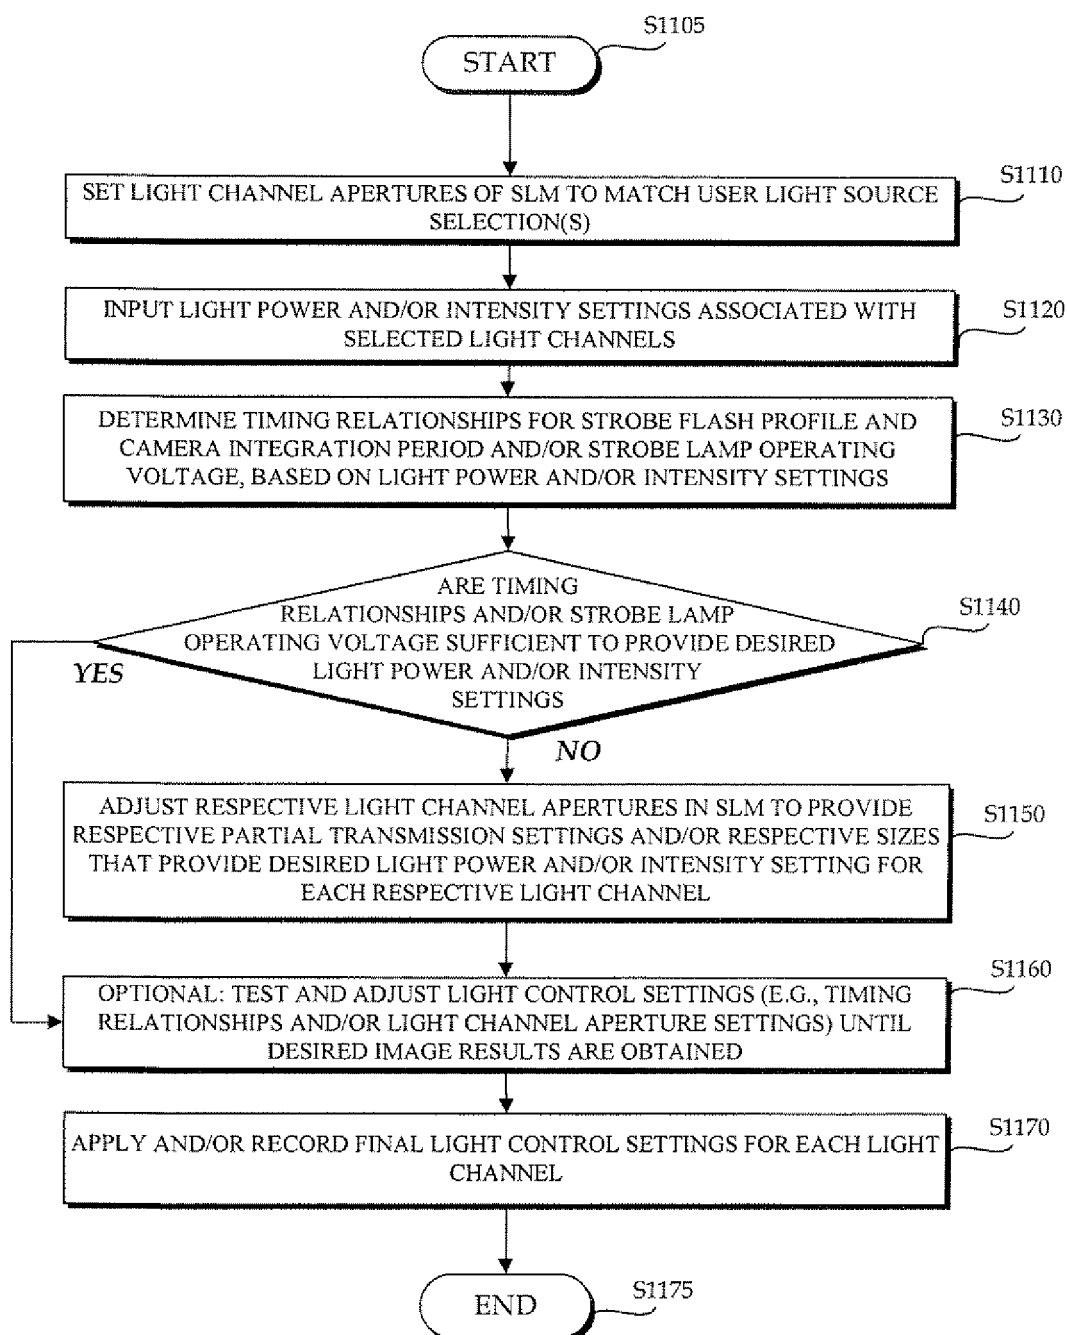 S1105
START
S1110
SET LIGHT CHANNEL APERTURES OF SLM TO MATCH USER LIGHT SOURCE
SELECTION(S)
S1120
INPUT LIGHT POWER AND/OR INTENSITY SETTINGS ASSOCIATED WITH
SELECTED LIGHT CHANNELS
S1130
DETERMINE TIMING RELATIONSHIPS FOR STROBE FLASH PROFILE AND
CAMERA INTEGRATION PERIOD AND/OR STROBE LAMP OPERATING
VOLTAGE, BASED ON LIGHT POWER AND/OR INTENSITY SETTINGS
S1140
ARE TIMING
RELATIONSHIPS AND/OR STROBE LAMP
OPERATING VOLTAGE SUFFICIENT TO PROVIDE DESIRED
LIGHT POWER AND/OR INTENSITY
SETTINGS
YES
NO
S1150
ADJUST RESPECTIVE LIGHT CHANNEL APERTURES IN SLM TO PROVIDE
RESPECTIVE PARTIAL TRANSMISSION SETTINGS AND/OR RESPECTIVE SIZES
THAT PROVIDE DESIRED LIGHT POWER AND/OR INTENSITY SETTING FOR
EACH RESPECTIVE LIGHT CHANNEL
S1160
OPTIONAL: TEST AND ADJUST LIGHT CONTROL SETTINGS (E.G., TIMING
RELATIONSHIPS AND/OR LIGHT CHANNEL APERTURE SETTINGS) UNTIL
DESIRED IMAGE RESULTS ARE OBTAINED
S1170
APPLY AND/OR RECORD FINAL LIGHT CONTROL SETTINGS FOR EACH LIGHT
CHANNEL
S1175
END